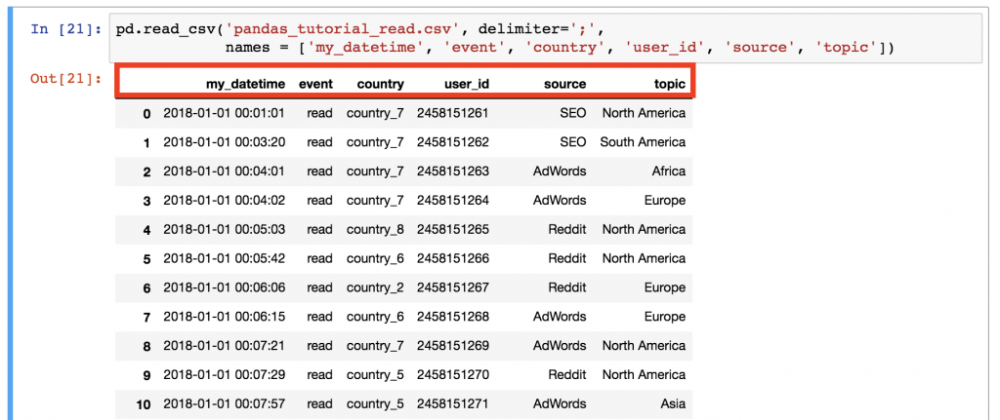 In [21]: pd.read_csv('pandas_tutorial_read.csv', delimiter=';',
names = ['my_datetime', 'event', 'country', 'user_id', 'source', 'topic'])
Out[21]:
my_datetime event country user_id source topic
0 2018-01-01 00:01:01 read country_7 2458151261 SEO North America
1 2018-01-01 00:03:20 read country_7 2458151262 SEO South America
2 2018-01-01 00:04:01 read country_7 2458151263 AdWords Africa
3 2018-01-01 00:04:02 read country_7 2458151264 AdWords Europe
4 2018-01-01 00:05:03 read country_8 2458151265 Reddit North America
5 2018-01-01 00:05:42 read country_6 2458151266 Reddit North America
6 2018-01-01 00:06:06 read country_2 2458151267 Reddit Europe
7 2018-01-01 00:06:15 read country_6 2458151268 AdWords Europe
8 2018-01-01 00:07:21 read country_7 2458151269 AdWords North America
9 2018-01-01 00:07:29 read country_5 2458151270 Reddit North America
10 2018-01-01 00:07:57 read country_5 2458151271 AdWords Asia